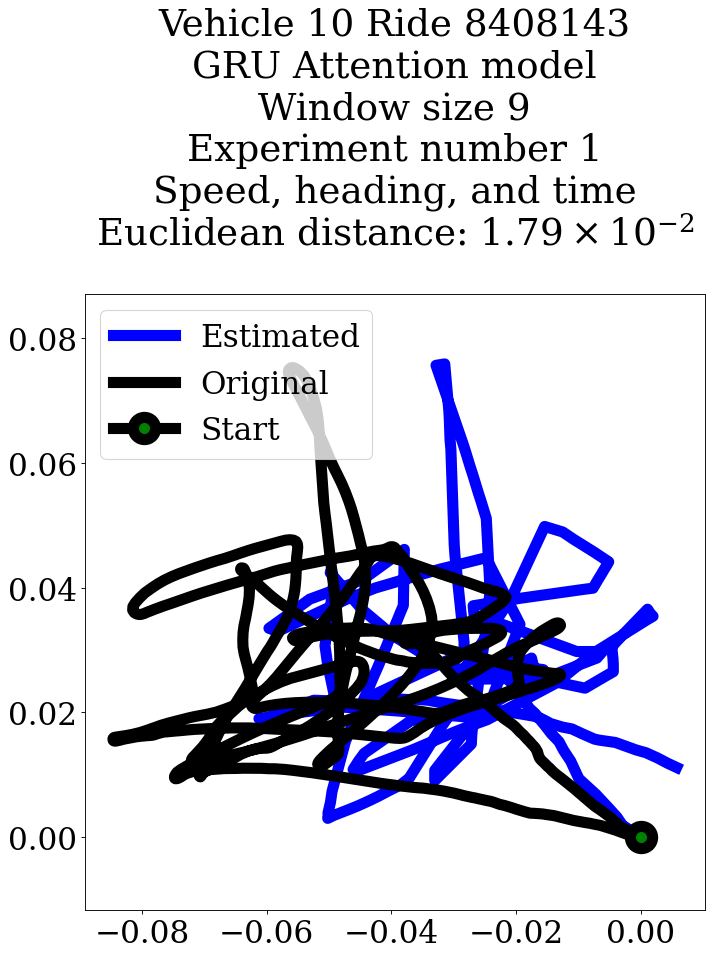 Vehicle 10 Ride 8408143
GRU Attention model
Window size 9
Experiment number 1
Speed, heading, and time
Euclidean distance: 1.79 × 10⁻²
Estimated
Original
Start
0.08
0.06
0.04
0.02
0.00
−0.08 −0.06 −0.04 −0.02 0.00